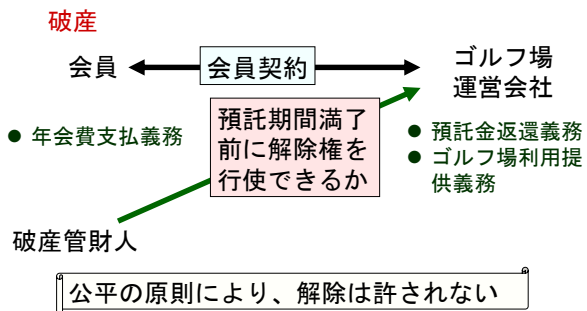 破産
会員
会員契約
ゴルフ場
運営会社
● 年会費支払義務
預託期間満了
前に解除権を
行使できるか
● 預託金返還義務
● ゴルフ場利用提
供義務
破産管財人
公平の原則により、解除は許されない